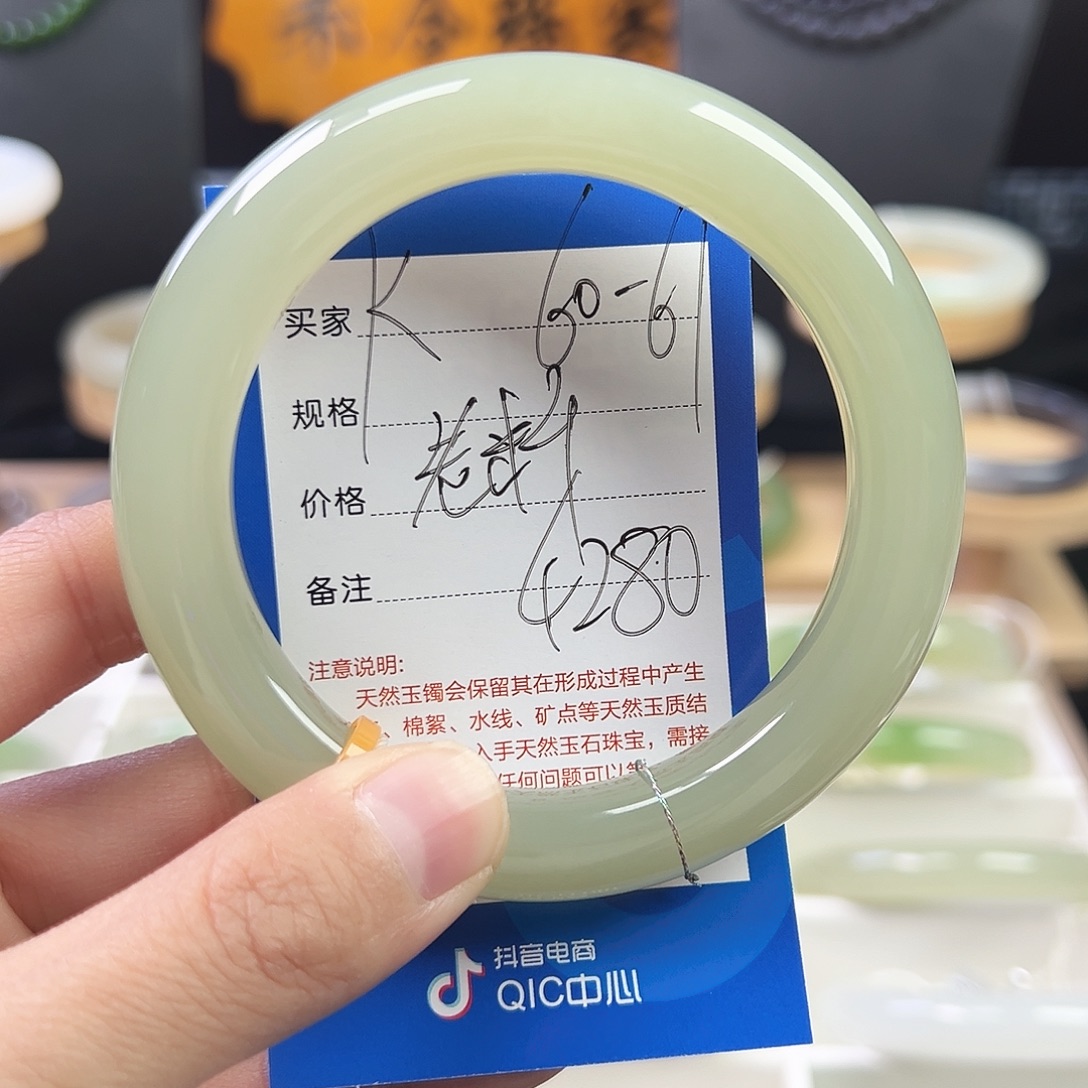 买家 K 60-61
规格
老料
价格
4280
备注
注意说明:
天然玉镯会保留其在形成过程中产生
、棉絮、水线、矿点等天然玉质结
入手天然玉石珠宝，需接
任何问题可以
抖音电商
QIC中心